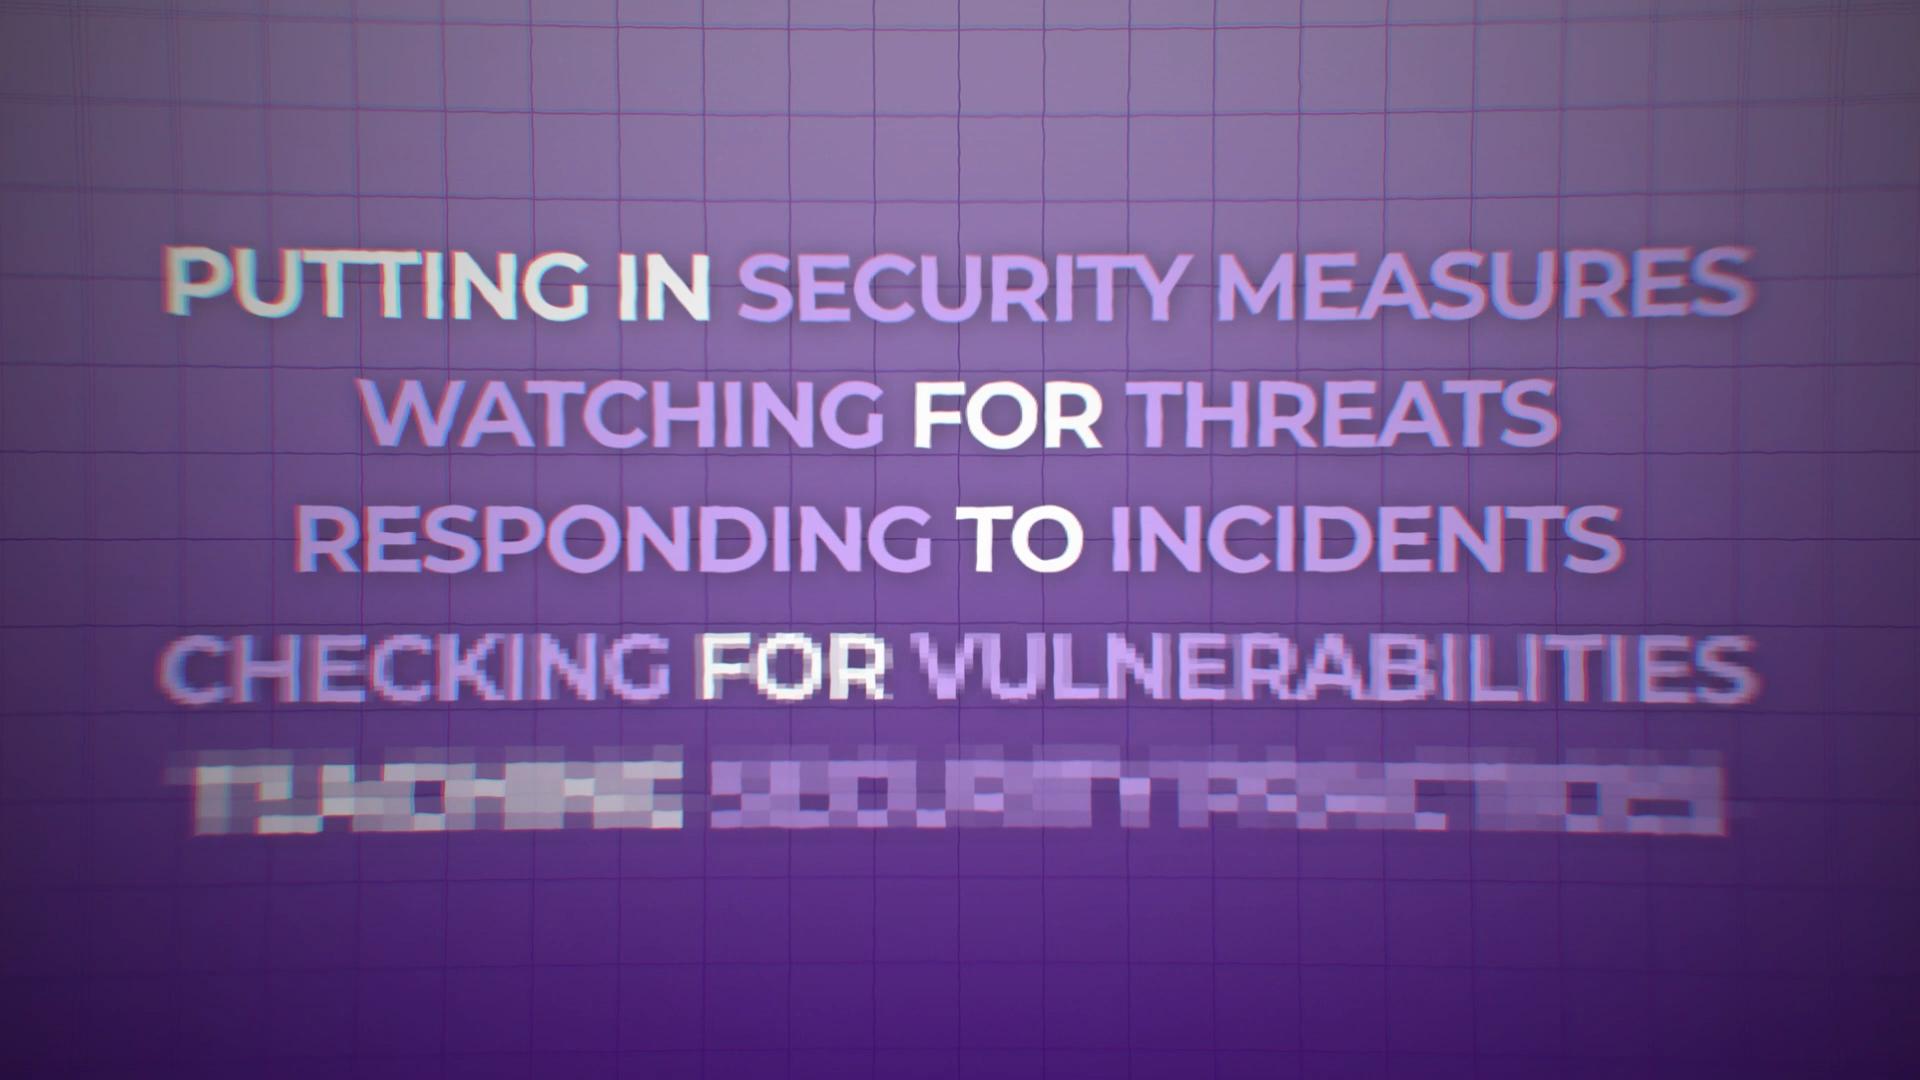 PUTTING IN SECURITY MEASURES
WATCHING FOR THREATS
RESPONDING TO INCIDENTS
CHECKING FOR VULNERABILITIES